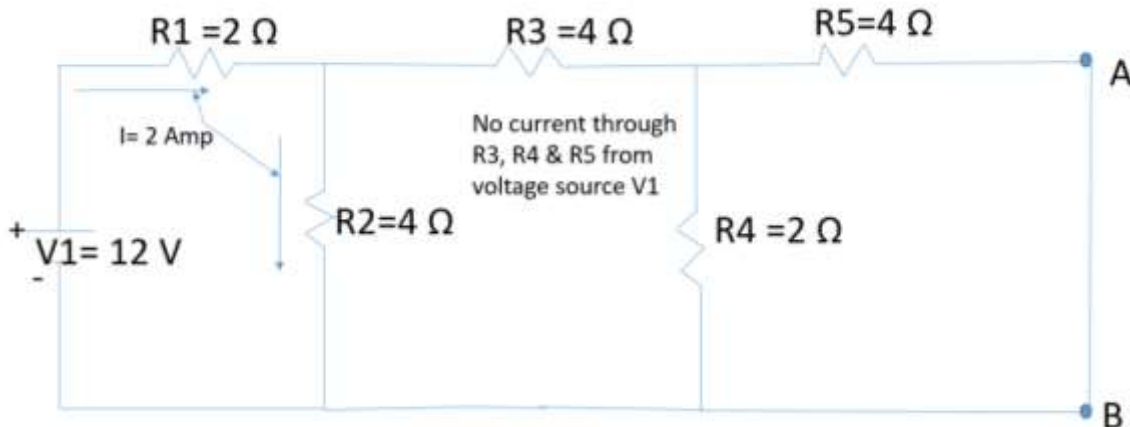 R1 =2 Ω
R3 =4 Ω
R5=4 Ω
A
I= 2 Amp
No current through
R3, R4 & R5 from
voltage source V1
R2=4 Ω
R4 =2 Ω
+
V1= 12 V
-
B